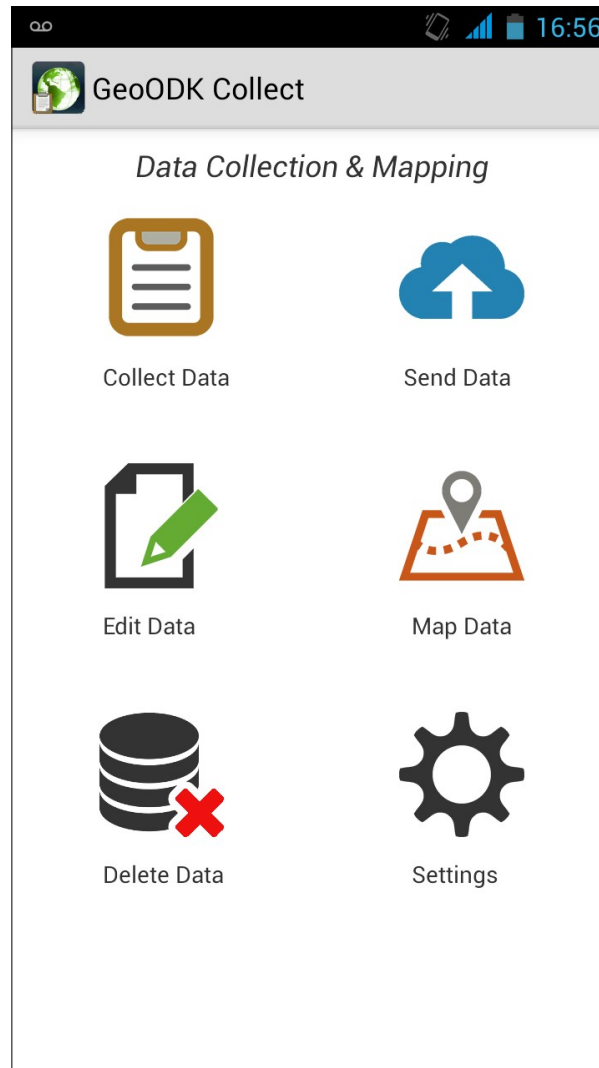 16:56
GeoODK Collect
Data Collection & Mapping
Collect Data
Send Data
Edit Data
Map Data
Delete Data
Settings